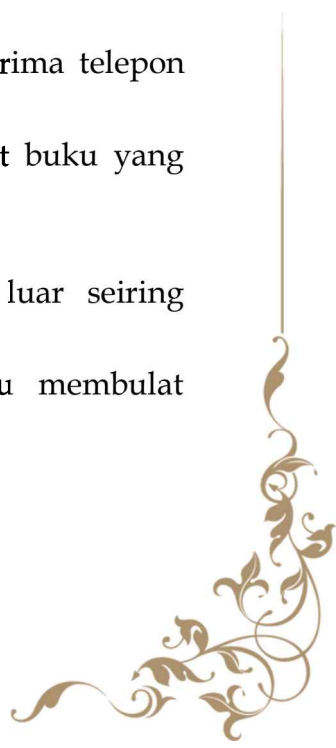 rima telepon
t buku yang
luar seiring
u membulat